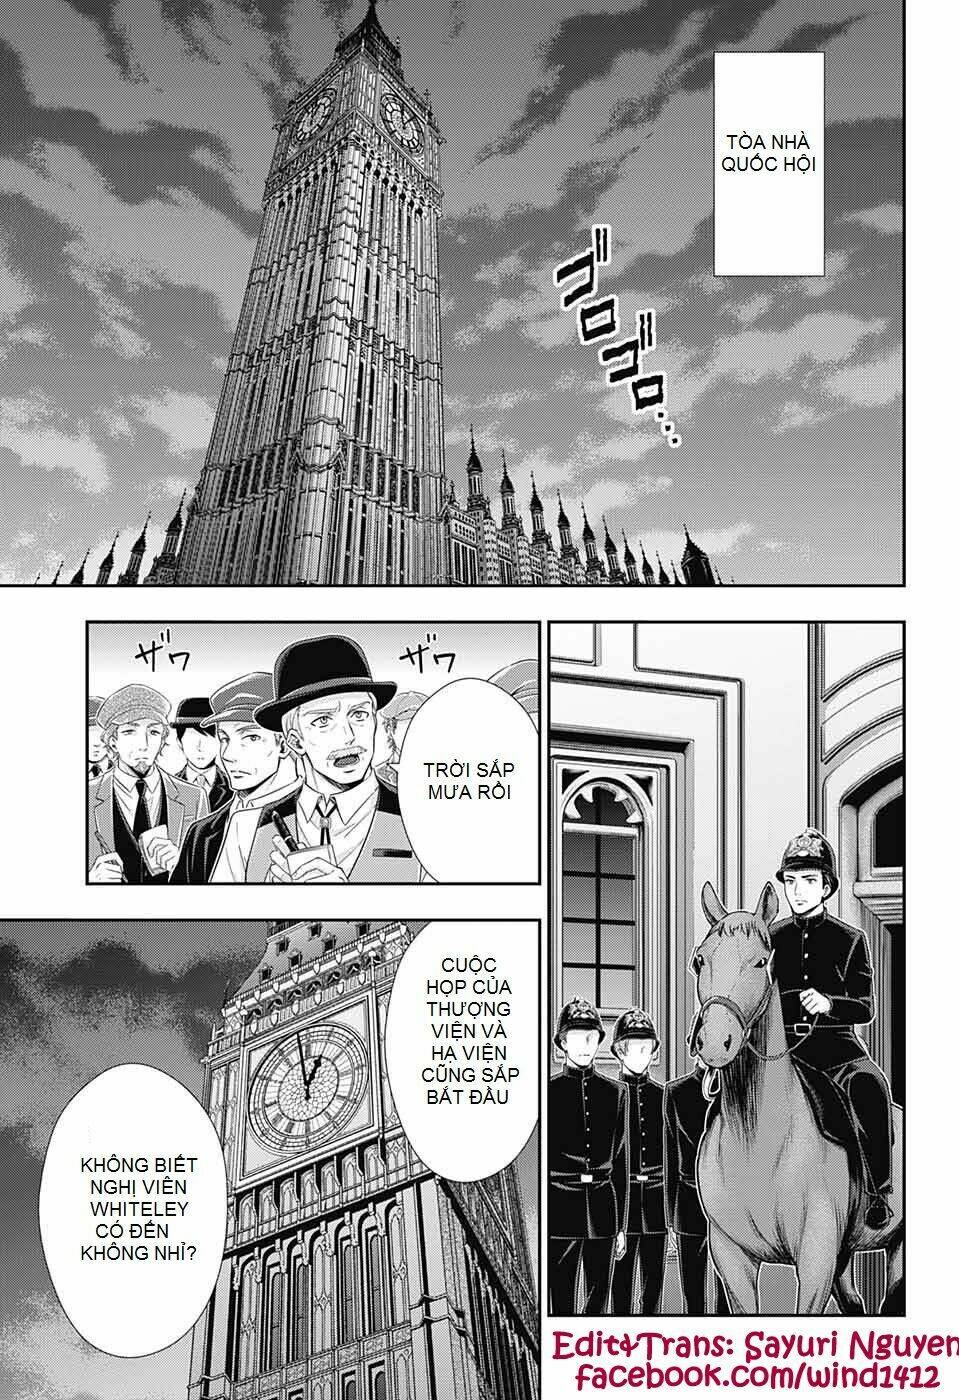 TÒA NHÀ
QUỐC HỘI
ゴロゴロ…
ザワ
ザワ
TRỜI SẮP
MƯA RỒI
CUỘC
HỌP CỦA
THƯỢNG
VIỆN VÀ
HẠ VIỆN
CŨNG SẮP
BẮT ĐẦU
KHÔNG BIẾT
NGHỊ VIÊN
WHITELEY
CÓ ĐẾN
KHÔNG NHỈ?
Edit&Trans: Sayuri Nguyen
facebook.com/wind1412